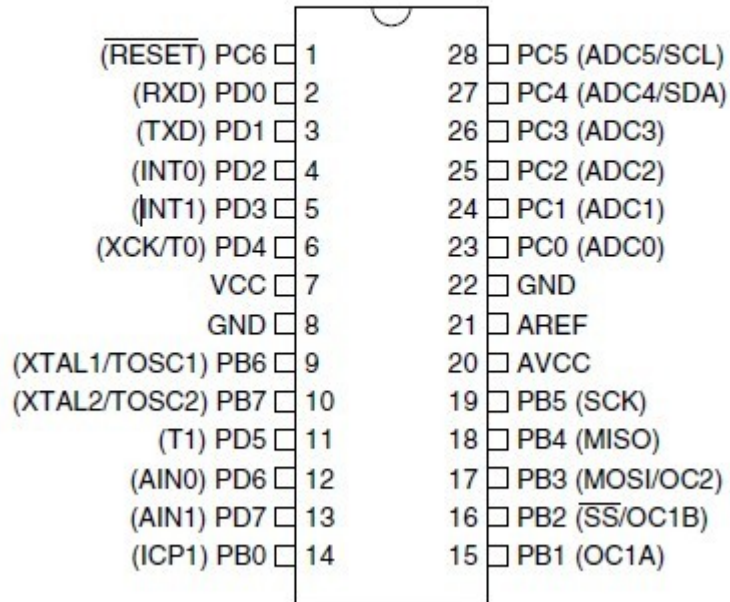 (RESET) PC6 1 28 PC5 (ADC5/SCL)
(RXD) PD0 2 27 PC4 (ADC4/SDA)
(TXD) PD1 3 26 PC3 (ADC3)
(INT0) PD2 4 25 PC2 (ADC2)
(INT1) PD3 5 24 PC1 (ADC1)
(XCK/T0) PD4 6 23 PC0 (ADC0)
VCC 7 22 GND
GND 8 21 AREF
(XTAL1/TOSC1) PB6 9 20 AVCC
(XTAL2/TOSC2) PB7 10 19 PB5 (SCK)
(T1) PD5 11 18 PB4 (MISO)
(AIN0) PD6 12 17 PB3 (MOSI/OC2)
(AIN1) PD7 13 16 PB2 (SS/OC1B)
(ICP1) PB0 14 15 PB1 (OC1A)